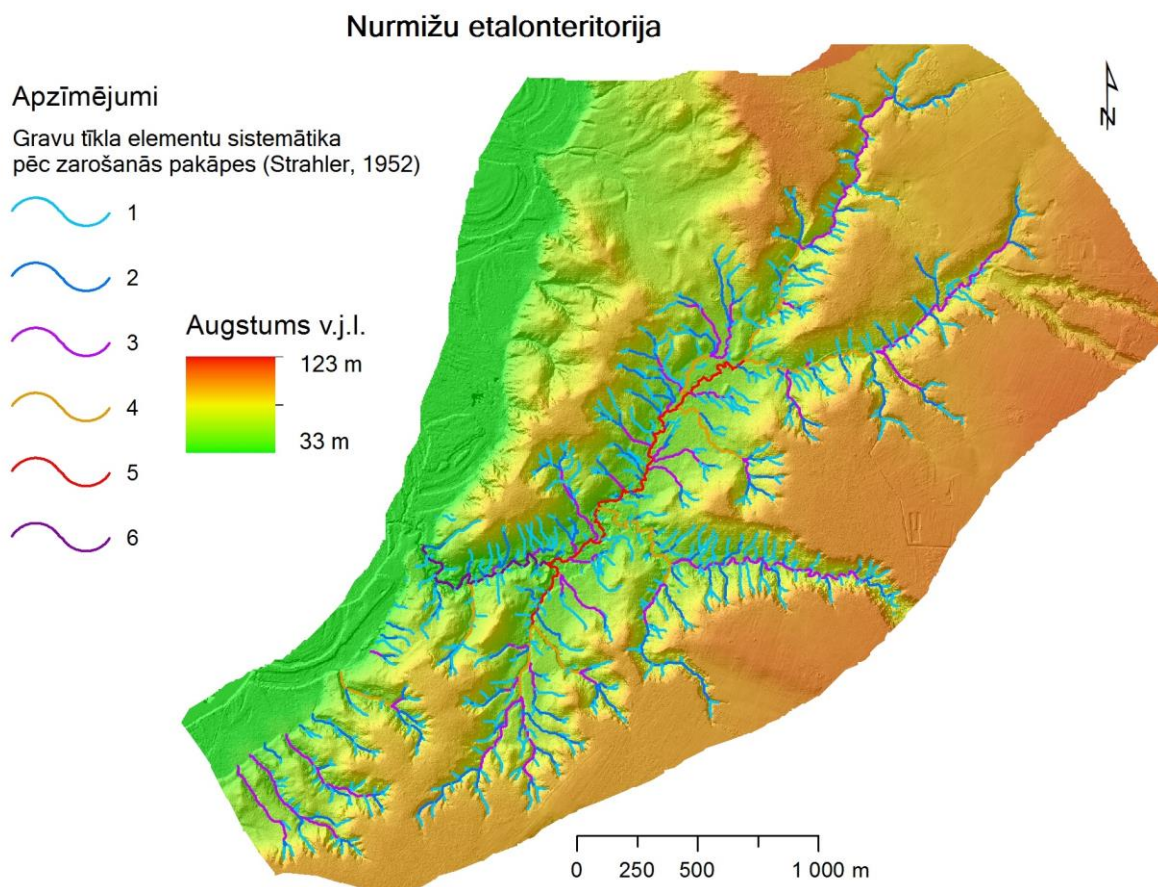 Nurmižu etalonteritorija
Apzīmējumi
Gravu tīkla elementu sistemātika
pēc zarošanās pakāpes (Strahler, 1952)
1
2
3
4
5
6
Augstums v.j.l.
123 m
33 m
N
0 250 500 1 000 m